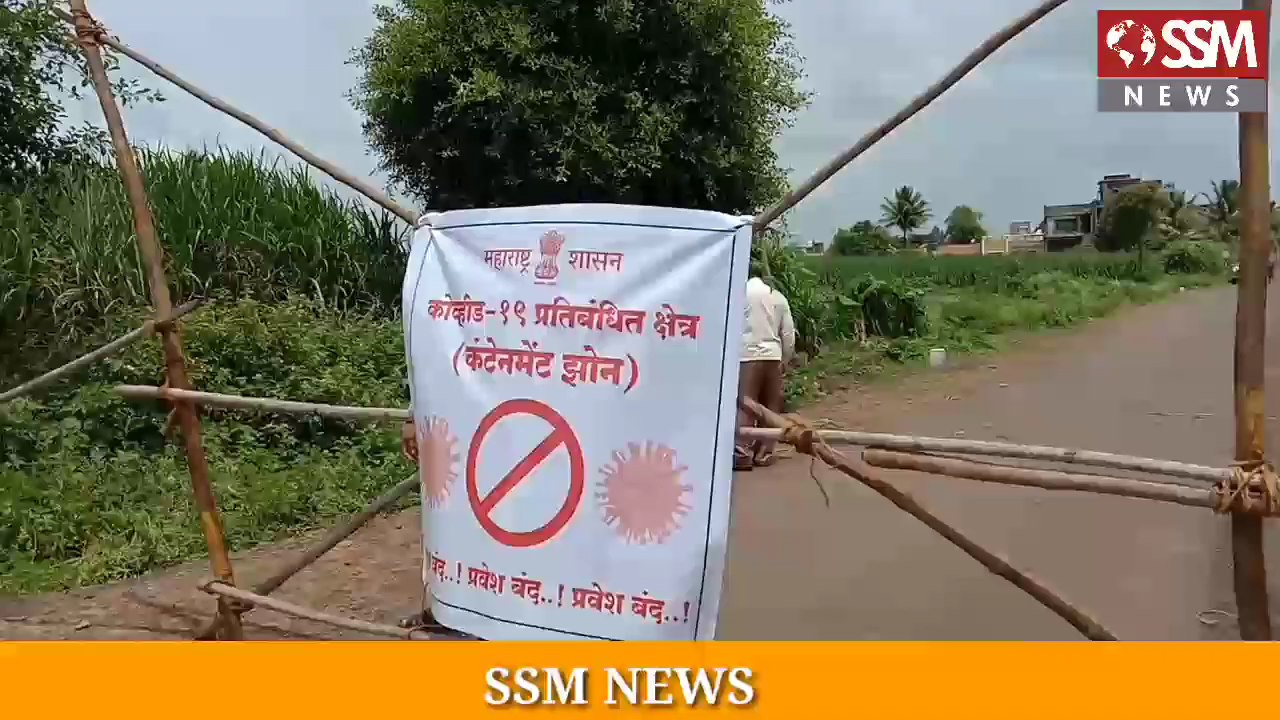 SSM
NEWS
महाराष्ट्र शासन
कोव्हीड-१९ प्रतिबंधित क्षेत्र
(कंटेनमेंट झोन)
बंद..! प्रवेश बंद..! प्रवेश बंद..!
SSM NEWS